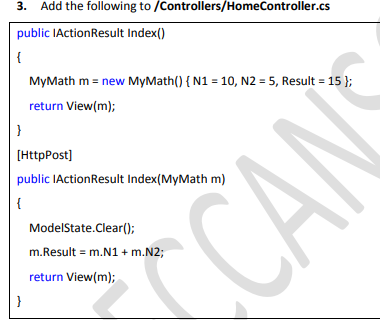 3. Add the following to /Controllers/HomeController.cs
public IActionResult Index()
{
MyMath m = new MyMath() { N1 = 10, N2 = 5, Result = 15 };
return View(m);
}
[HttpPost]
public IActionResult Index(MyMath m)
{
ModelState.Clear();
m.Result = m.N1 + m.N2;
return View(m);
}